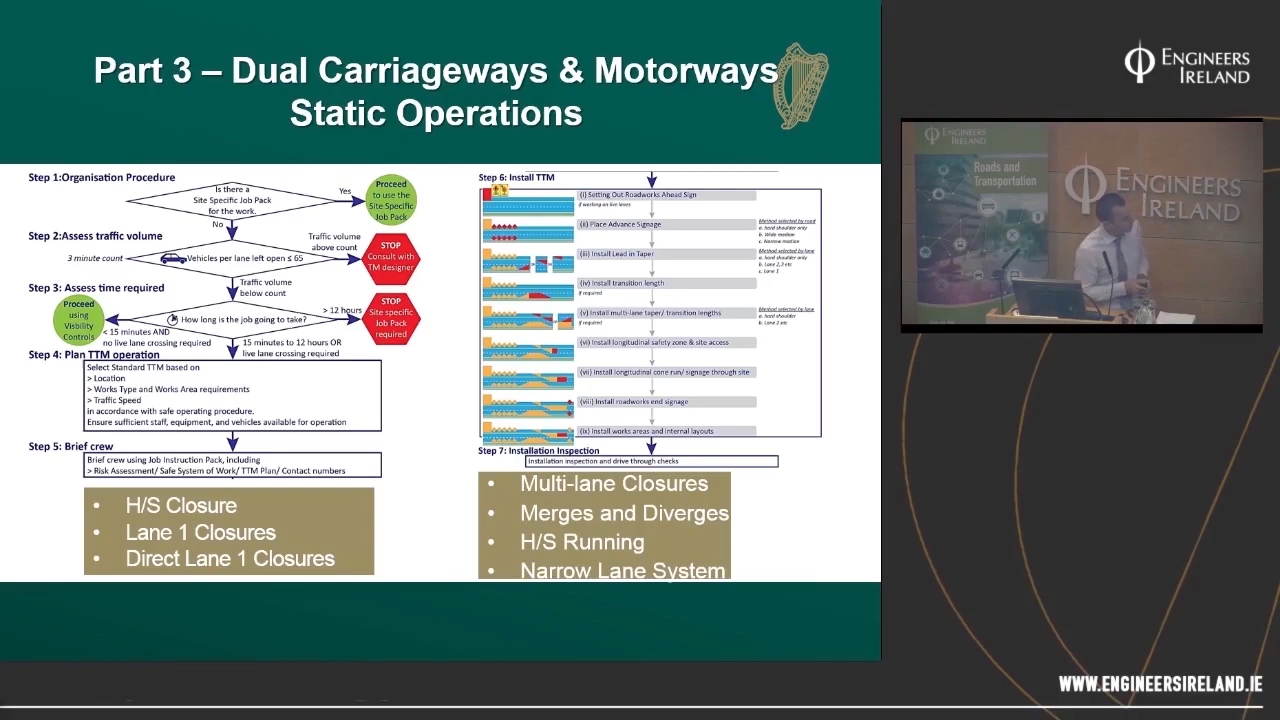 Part 3 – Dual Carriageways & Motorways
Static Operations
Step 1:Organisation Procedure
Is there a
Site Specific Job Pack
for the work.
Yes
No
Proceed
to use the
Site Specific
Job Pack
Step 2:Assess traffic volume
3 minute count
Vehicles per lane left open ≤ 65
Traffic volume
above count
STOP
Consult with
TM designer
Traffic volume
below count
Step 3: Assess time required
Proceed
using
Visbility
Controls
How long is the job going to take?
> 12 hours
STOP
Site specific
Job Pack
required
< 15 minutes AND
no live lane crossing required
15 minutes to 12 hours OR
live lane crossing required
Step 4: Plan TTM operation
Select Standard TTM based on
> Location
> Works Type and Works Area requirements
> Traffic Speed
in accordance with safe operating procedure.
Ensure sufficient staff, equipment, and vehicles available for operation
Step 5: Brief crew
Brief crew using Job Instruction Pack, including
> Risk Assessment/ Safe System of Work/ TTM Plan/ Contact numbers
• H/S Closure
• Lane 1 Closures
• Direct Lane 1 Closures
Step 6: Install TTM
(i) Setting Out Roadworks Ahead Sign
if working on live lanes
(ii) Place Advance Signage
Method selected by road
a. hard shoulder only
b. Wide median
c. Narrow median
(iii) Install Lead in Taper
Method selected by lane
a. hard shoulder only
b. Lane 2,3 etc
c. Lane 1
(iv) Install transition length
if required
(v) Install multi-lane taper/ transition lengths
if required
Method selected by lane
a. hard shoulder
b. Lane 2 etc
(vi) Install longitudinal safety zone & site access
(vii) Install longitudinal cone run/ signage through site
(viii) Install roadworks end signage
(ix) Install works areas and internal layouts
Step 7: Installation Inspection
Installation inspection and drive through checks
• Multi-lane Closures
• Merges and Diverges
• H/S Running
• Narrow Lane System
ENGINEERS
IRELAND
ENGINEERS
IRELAND
Roads and
Transportation
ENGINEERS
WWW.ENGINEERSIRELAND.IE